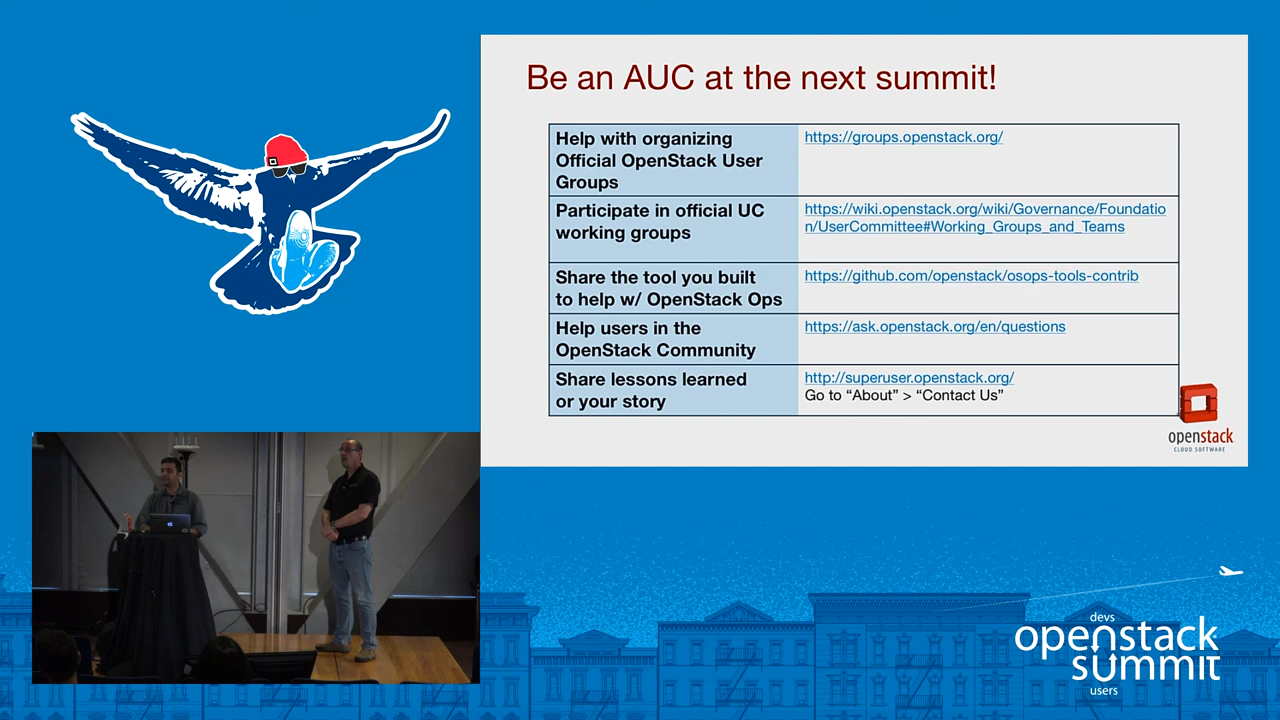 Be an AUC at the next summit!
Help with organizing
Official OpenStack User
Groups
https://groups.openstack.org/
Participate in official UC
working groups
https://wiki.openstack.org/wiki/Governance/Foundatio
n/UserCommittee#Working_Groups_and_Teams
Share the tool you built
to help w/ OpenStack Ops
https://github.com/openstack/osops-tools-contrib
Help users in the
OpenStack Community
https://ask.openstack.org/en/questions
Share lessons learned
or your story
http://superuser.openstack.org/
Go to “About” > “Contact Us”
openstack
CLOUD SOFTWARE
devs
openstack
summit
users